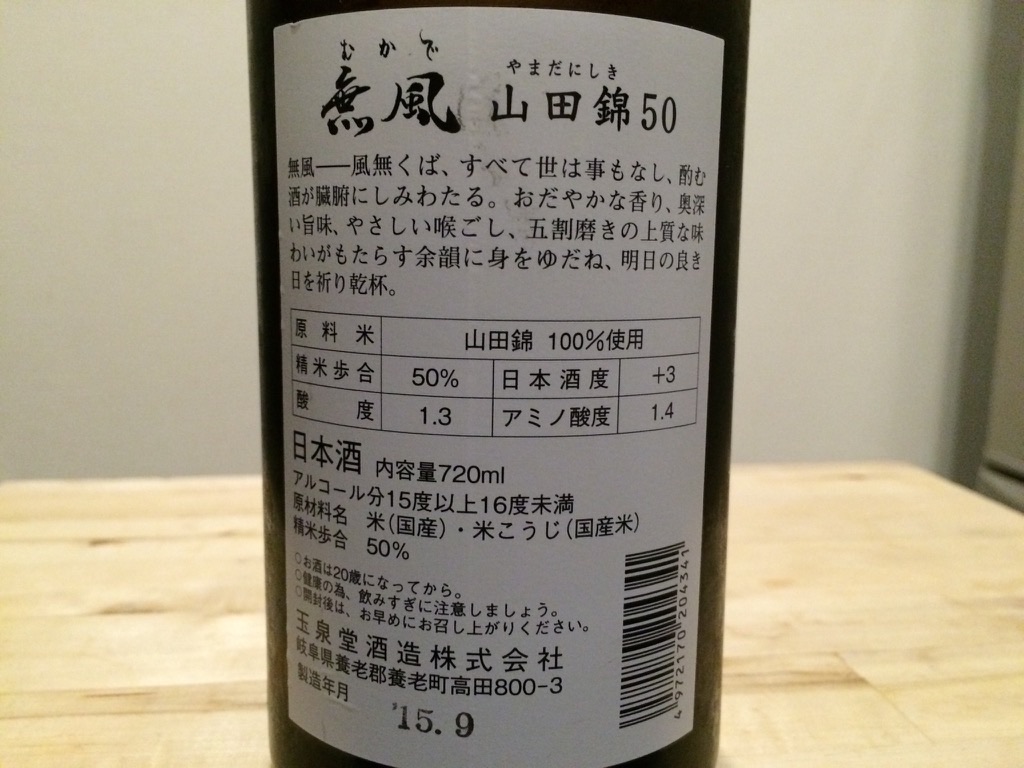 むかで
やまだにしき
無風 山田錦50
無風──風無くば、すべて世は事もなし、酌む
酒が臓腑にしみわたる。おだやかな香り、奥深
い旨味、やさしい喉ごし、五割磨きの上質な味
わいがもたらす余韻に身をゆだね、明日の良き
日を祈り乾杯。
原料米 山田錦 100%使用
精米歩合 50% 日本酒度 +3
酸度 1.3 アミノ酸度 1.4
日本酒 内容量720ml
アルコール分15度以上16度未満
原材料名 米(国産)・米こうじ(国産米)
精米歩合 50%
○お酒は20歳になってから。
○健康の為、飲みすぎに注意しましょう。
○開封後は、お早めにお召し上がりください。
玉泉堂酒造株式会社
岐阜県養老郡養老町高田800-3
製造年月
'15.9
4 972170 204341